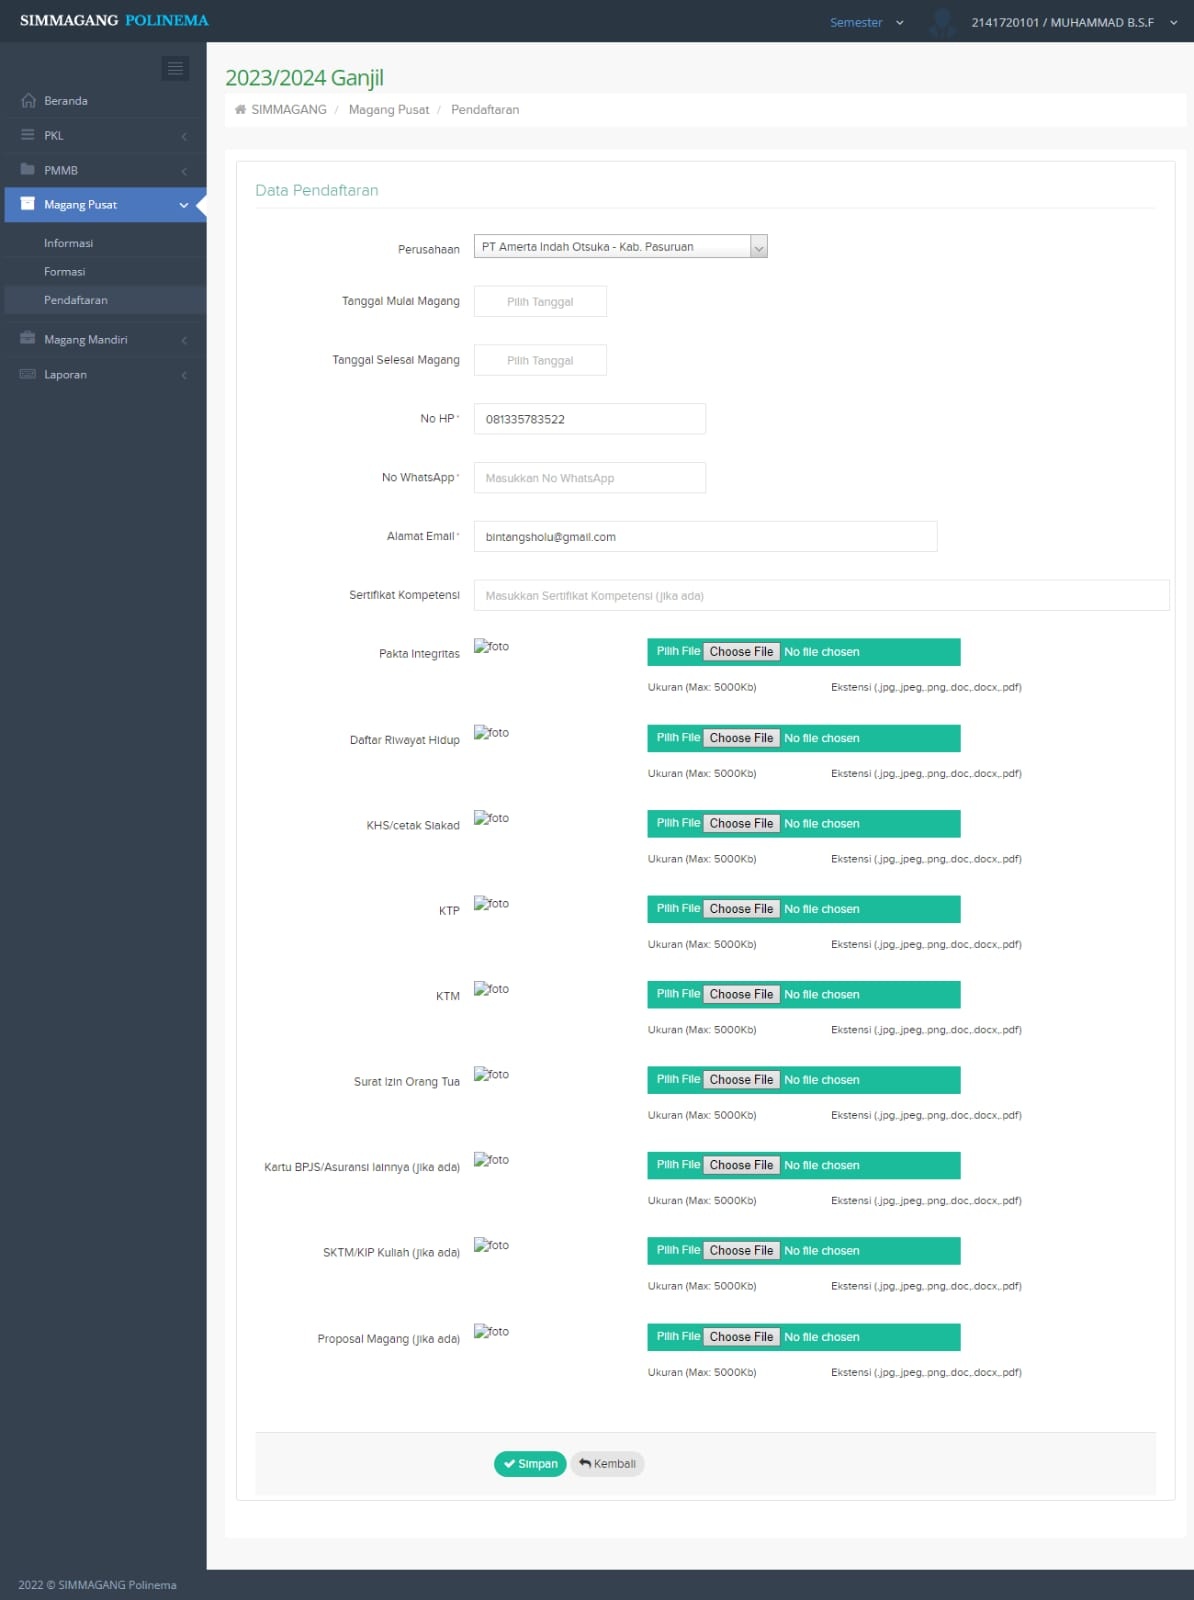 SIMMAGANG POLINEMA
Semester
2141720101 / MUHAMMAD B.S.F
Beranda
PKL
PMMB
Magang Pusat
Informasi
Formasi
Pendaftaran
Magang Mandiri
Laporan
2023/2024 Ganjil
SIMMAGANG / Magang Pusat / Pendaftaran
Data Pendaftaran
Perusahaan PT Amerta Indah Otsuka - Kab. Pasuruan
Tanggal Mulai Magang Pilih Tanggal
Tanggal Selesai Magang Pilih Tanggal
No HP * 081335783522
No WhatsApp * Masukkan No WhatsApp
Alamat Email * bintangsholu@gmail.com
Sertifikat Kompetensi Masukkan Sertifikat Kompetensi (jika ada)
Pakta Integritas foto Pilih File Choose File No file chosen
Ukuran (Max: 5000Kb) Ekstensi (.jpg,.jpeg,.png,.doc,.docx,.pdf)
Daftar Riwayat Hidup foto Pilih File Choose File No file chosen
Ukuran (Max: 5000Kb) Ekstensi (.jpg,.jpeg,.png,.doc,.docx,.pdf)
KHS/cetak Siakad foto Pilih File Choose File No file chosen
Ukuran (Max: 5000Kb) Ekstensi (.jpg,.jpeg,.png,.doc,.docx,.pdf)
KTP foto Pilih File Choose File No file chosen
Ukuran (Max: 5000Kb) Ekstensi (.jpg,.jpeg,.png,.doc,.docx,.pdf)
KTM foto Pilih File Choose File No file chosen
Ukuran (Max: 5000Kb) Ekstensi (.jpg,.jpeg,.png,.doc,.docx,.pdf)
Surat Izin Orang Tua foto Pilih File Choose File No file chosen
Ukuran (Max: 5000Kb) Ekstensi (.jpg,.jpeg,.png,.doc,.docx,.pdf)
Kartu BPJS/Asuransi lainnya (jika ada) foto Pilih File Choose File No file chosen
Ukuran (Max: 5000Kb) Ekstensi (.jpg,.jpeg,.png,.doc,.docx,.pdf)
SKTM/KIP Kuliah (jika ada) foto Pilih File Choose File No file chosen
Ukuran (Max: 5000Kb) Ekstensi (.jpg,.jpeg,.png,.doc,.docx,.pdf)
Proposal Magang (jika ada) foto Pilih File Choose File No file chosen
Ukuran (Max: 5000Kb) Ekstensi (.jpg,.jpeg,.png,.doc,.docx,.pdf)
Simpan Kembali
2022 © SIMMAGANG Polinema